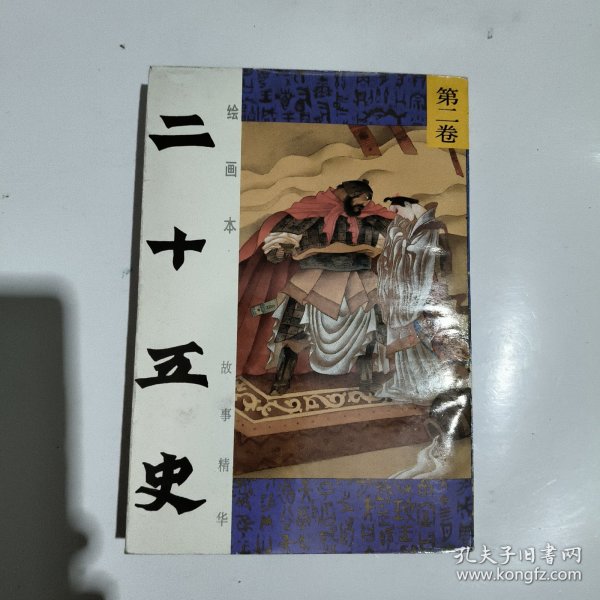 二十五史
绘画本
故事精华
第二卷
孔夫子旧书网
www.kongfz.com